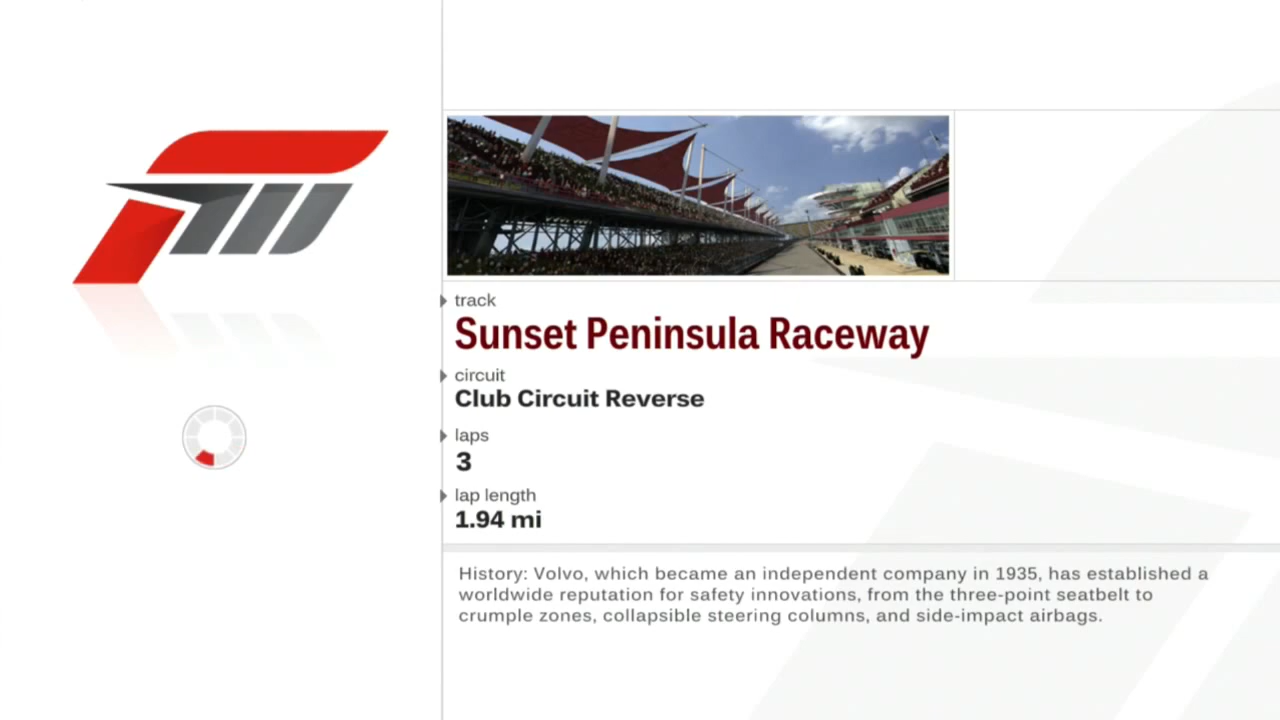 track
Sunset Peninsula Raceway
circuit
Club Circuit Reverse
laps
3
lap length
1.94 mi
History: Volvo, which became an independent company in 1935, has established a
worldwide reputation for safety innovations, from the three-point seatbelt to
crumple zones, collapsible steering columns, and side-impact airbags.